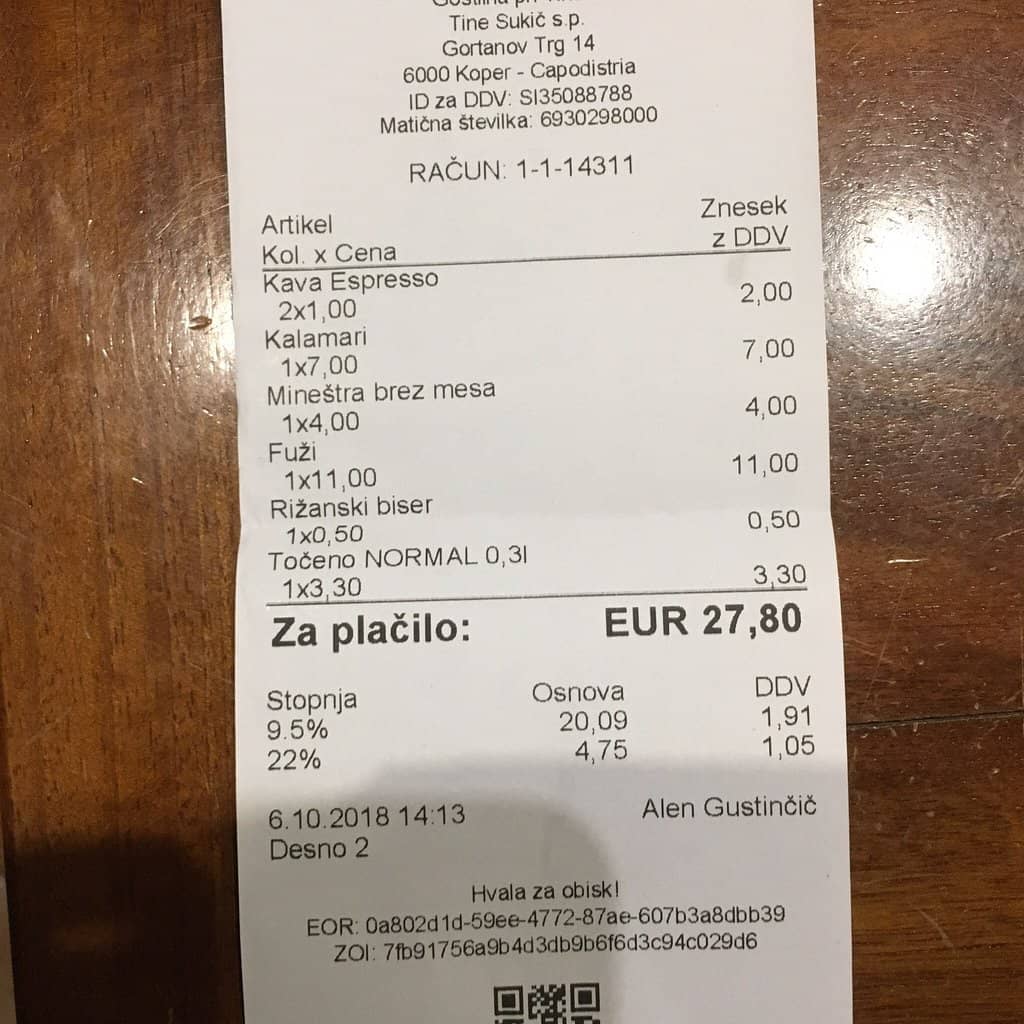 Tine Sukič s.p.
Gortanov Trg 14
6000 Koper - Capodistria
ID za DDV: SI35088788
Matična številka: 6930298000
RAČUN: 1-1-14311
Artikel Znesek
Kol. x Cena z DDV
Kava Espresso
2x1,00 2,00
Kalamari
1x7,00 7,00
Mineštra brez mesa
1x4,00 4,00
Fuži
1x11,00 11,00
Rižanski biser
1x0,50 0,50
Točeno NORMAL 0,3l
1x3,30 3,30
Za plačilo: EUR 27,80
Stopnja Osnova DDV
9.5% 20,09 1,91
22% 4,75 1,05
6.10.2018 14:13 Alen Gustinčič
Desno 2
Hvala za obisk!
EOR: 0a802d1d-59ee-4772-87ae-607b3a8dbb39
ZOI: 7fb91756a9b4d3db9b6f6d3c94c029d6